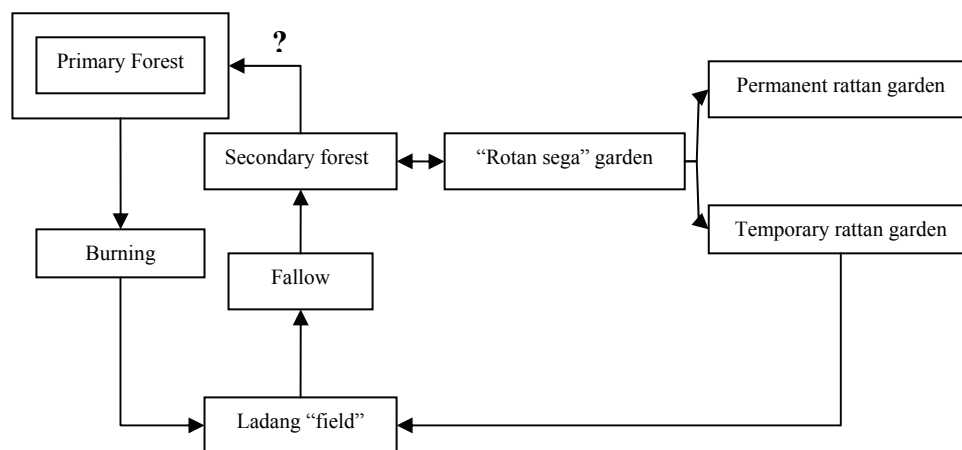 ?
Primary Forest
Permanent rattan garden
Secondary forest
“Rotan sega” garden
Temporary rattan garden
Burning
Fallow
Ladang “field”